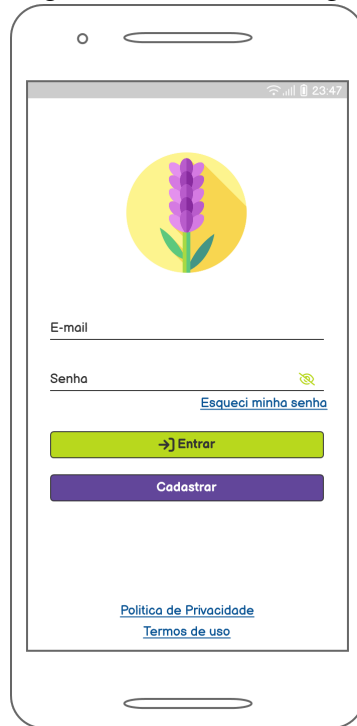 23:47
E-mail
Senha
Esqueci minha senha
Entrar
Cadastrar
Politica de Privacidade
Termos de uso